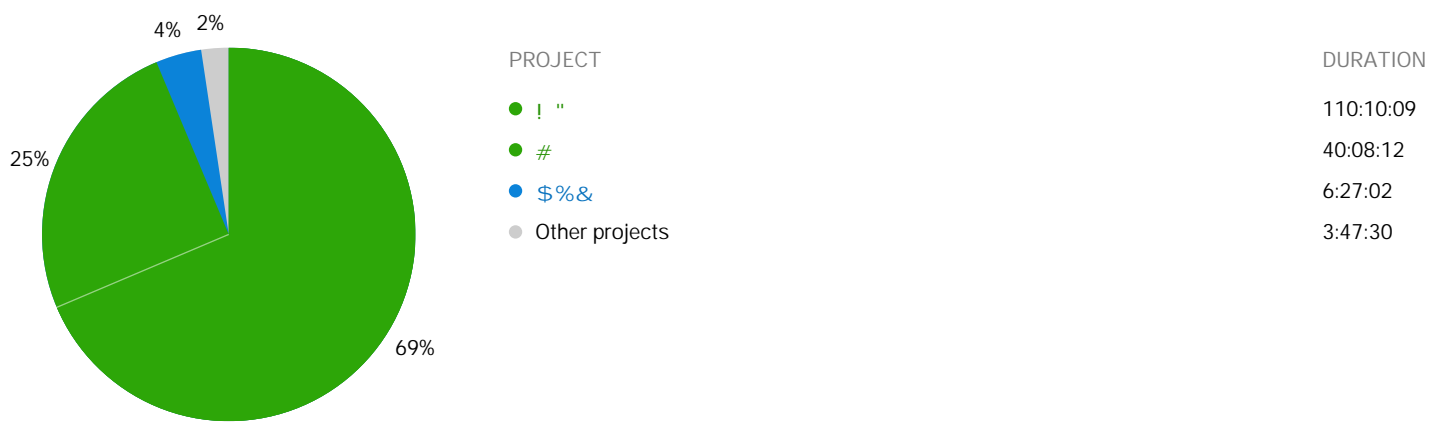 4% 2%
25%
69%
PROJECT DURATION
! " 110:10:09
# 40:08:12
$%& 6:27:02
Other projects 3:47:30